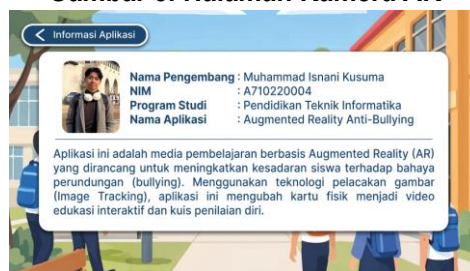 Informasi Aplikasi
Nama Pengembang : Muhammad Isnani Kusuma
NIM : A710220004
Program Studi : Pendidikan Teknik Informatika
Nama Aplikasi : Augmented Reality Anti-Bullying
Aplikasi ini adalah media pembelajaran berbasis Augmented Reality (AR)
yang dirancang untuk meningkatkan kesadaran siswa terhadap bahaya
perundungan (bullying). Menggunakan teknologi pelacakan gambar
(Image Tracking), aplikasi ini mengubah kartu fisik menjadi video
edukasi interaktif dan kuis penilaian diri.